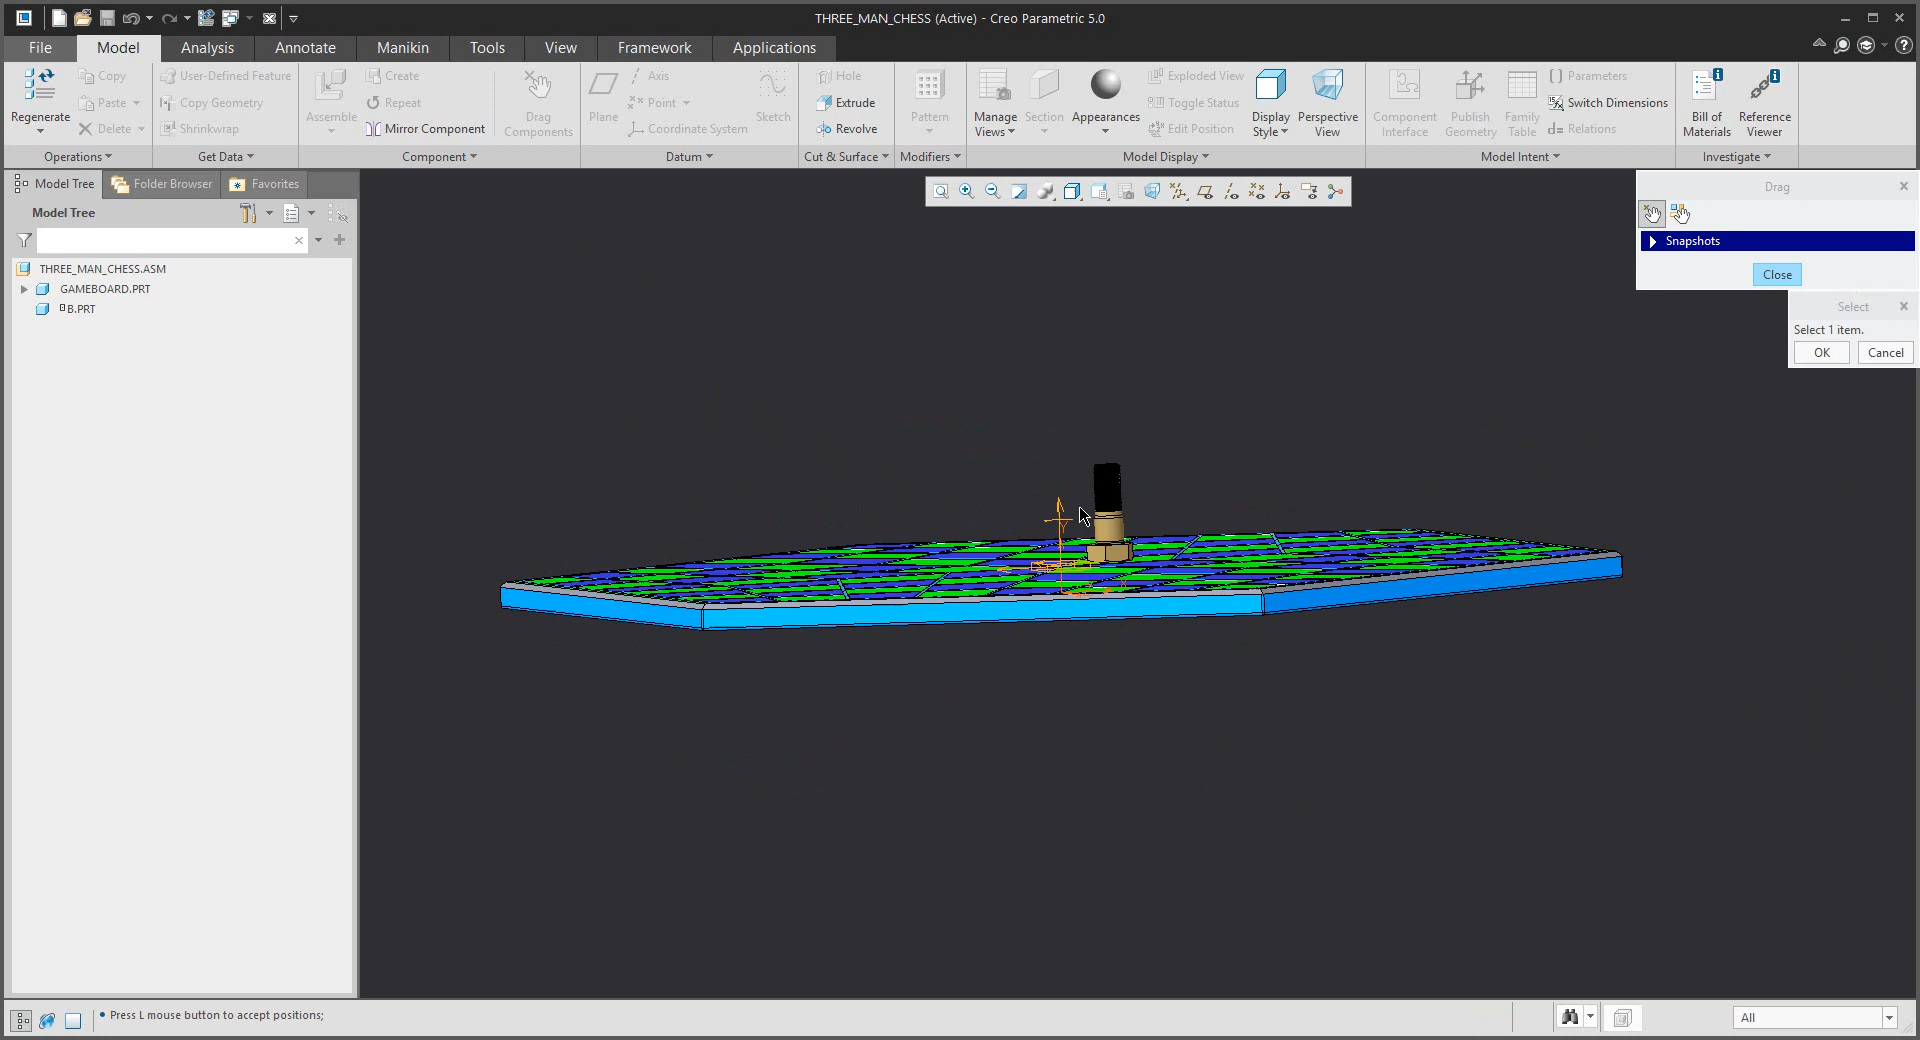 THREE_MAN_CHESS (Active) - Creo Parametric 5.0
File Model Analysis Annotate Manikin Tools View Framework Applications
Regenerate
Copy
Paste
Delete
Operations
User-Defined Feature
Copy Geometry
Shrinkwrap
Get Data
Assemble
Create
Repeat
Mirror Component
Drag
Components
Component
Plane
Axis
Point
Coordinate System
Sketch
Datum
Hole
Extrude
Revolve
Cut & Surface
Pattern
Modifiers
Manage
Views
Section
Appearances
Exploded View
Toggle Status
Edit Position
Display
Style
Perspective
View
Model Display
Component
Interface
Publish
Geometry
Family
Table
Parameters
Switch Dimensions
Relations
Model Intent
Bill of
Materials
Reference
Viewer
Investigate
Model Tree Folder Browser Favorites
Model Tree
THREE_MAN_CHESS.ASM
GAMEBOARD.PRT
B.PRT
Drag
Snapshots
Close
Select
Select 1 item.
OK Cancel
Press L mouse button to accept positions;
All